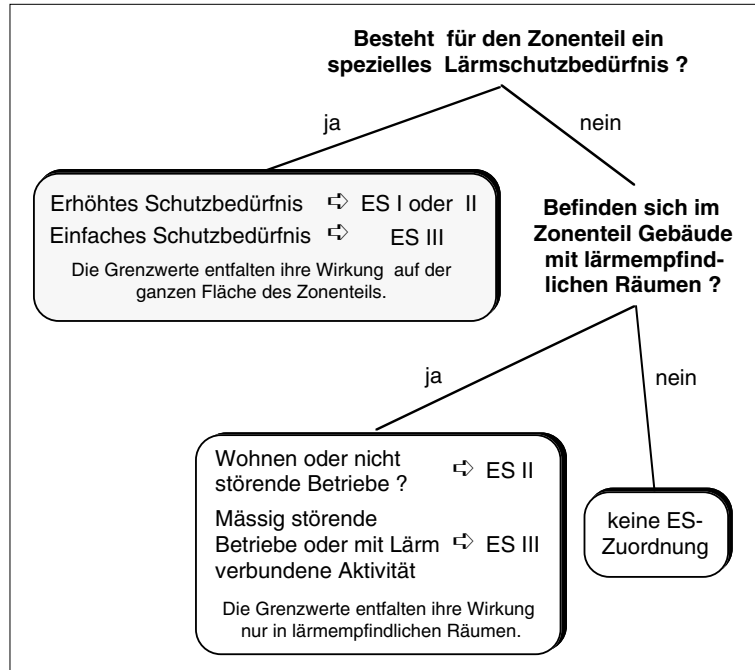 Besteht für den Zonenteil ein
spezielles Lärmschutzbedürfnis ?
ja
nein
Erhöhtes Schutzbedürfnis ➪ ES I oder II
Einfaches Schutzbedürfnis ➪ ES III
Die Grenzwerte entfalten ihre Wirkung auf der
ganzen Fläche des Zonenteils.
Befinden sich im
Zonenteil Gebäude
mit lärmempfind-
lichen Räumen ?
ja
nein
Wohnen oder nicht
störende Betriebe ? ➪ ES II
Mässig störende
Betriebe oder mit Lärm ➪ ES III
verbundene Aktivität
Die Grenzwerte entfalten ihre Wirkung
nur in lärmempfindlichen Räumen.
keine ES-
Zuordnung